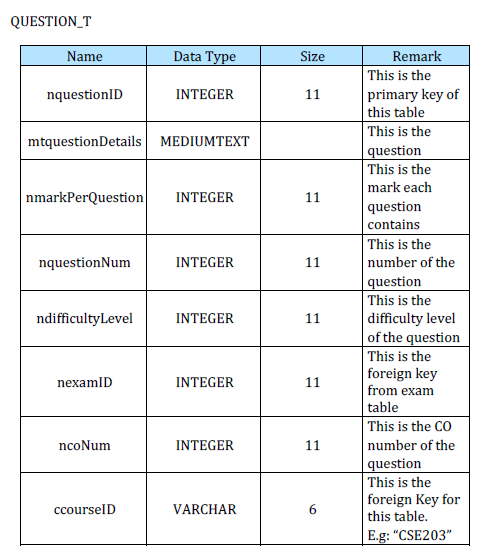 QUESTION_T
Name Data Type Size Remark
nquestionID INTEGER 11 This is the
primary key of
this table
mtquestionDetails MEDIUMTEXT This is the
question
nmarkPerQuestion INTEGER 11 This is the
mark each
question
contains
nquestionNum INTEGER 11 This is the
number of the
question
ndifficultyLevel INTEGER 11 This is the
difficulty level
of the question
nexamID INTEGER 11 This is the
foreign key
from exam
table
ncoNum INTEGER 11 This is the CO
number of the
question
ccourseID VARCHAR 6 This is the
foreign Key for
this table.
E.g: “CSE203”